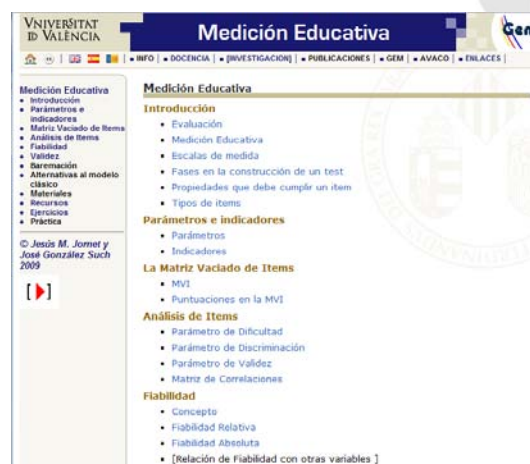 VNIVERSITAT
ID VALÈNCIA
Medición Educativa
Gem
INFO | DOCENCIA | [INVESTIGACION] | PUBLICACIONES | GEM | AVACO | ENLACES |
Medición Educativa
Introducción
Parámetros e
indicadores
Matriz Vaciado de Items
Análisis de Items
Fiabilidad
Validez
Baremación
Alternativas al modelo
clásico
Materiales
Recursos
Ejercicios
Práctica
© Jesús M. Jornet y
José González Such
2009
Medición Educativa
Introducción
Evaluación
Medición Educativa
Escalas de medida
Fases en la construcción de un test
Propiedades que debe cumplir un item
Tipos de items
Parámetros e indicadores
Parámetros
Indicadores
La Matriz Vaciado de Items
MVI
Puntuaciones en la MVI
Análisis de Items
Parámetro de Dificultad
Parámetro de Discriminación
Parámetro de Validez
Matriz de Correlaciones
Fiabilidad
Concepto
Fiabilidad Relativa
Fiabilidad Absoluta
[Relación de Fiabilidad con otras variables ]